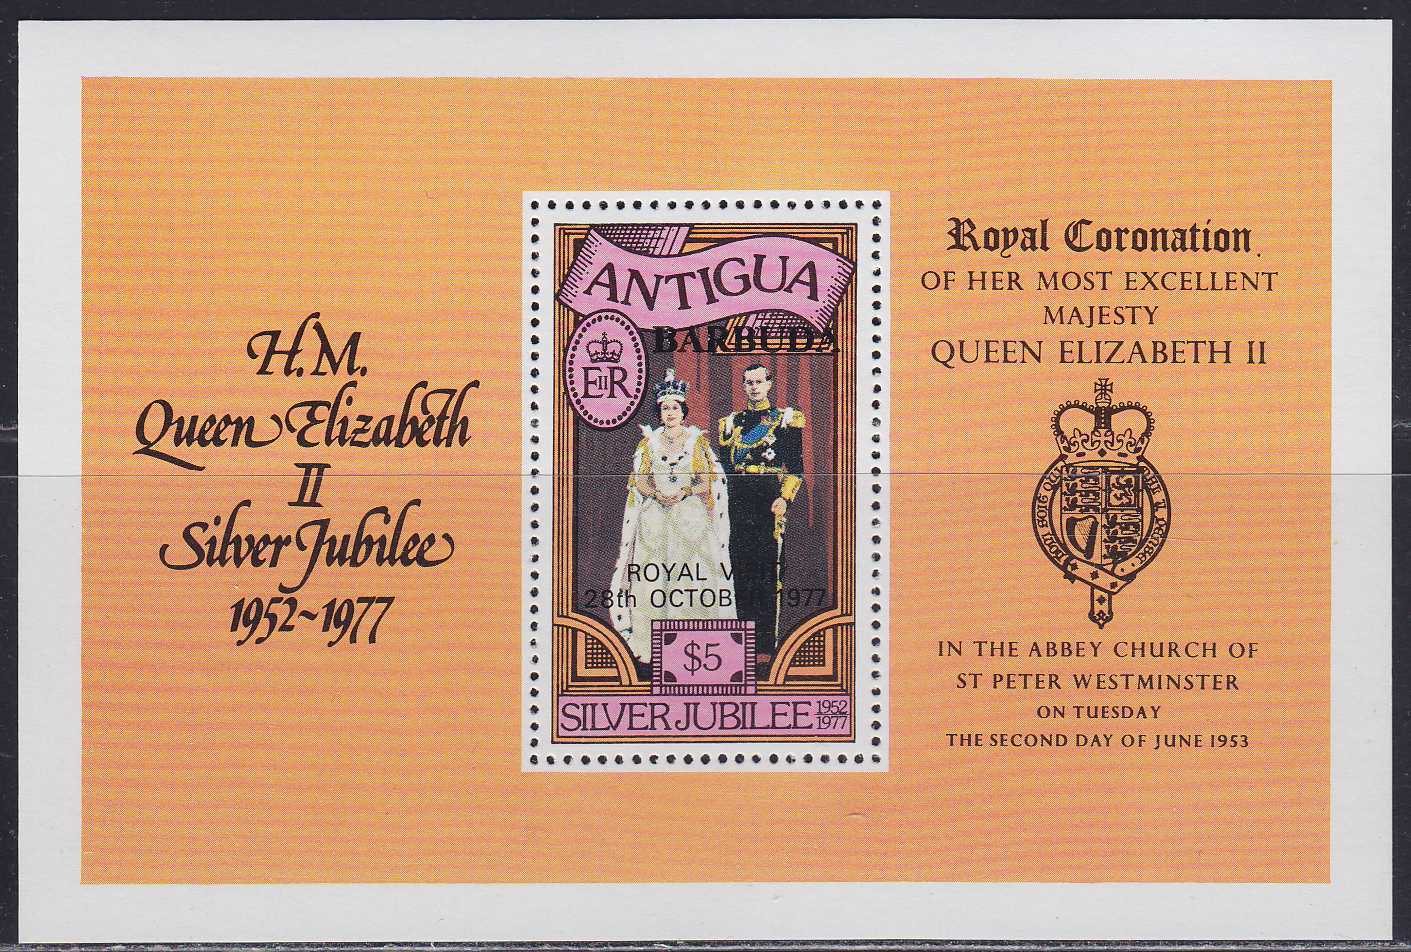 H.M.
Queen Elizabeth
II
Silver Jubilee
1952~1977
ANTIGUA
BARBUDA
EIIR
ROYAL VISIT
28th OCTOBER 1977
$5
SILVER JUBILEE 1952 1977
Royal Coronation
OF HER MOST EXCELLENT
MAJESTY
QUEEN ELIZABETH II
IN THE ABBEY CHURCH OF
ST PETER WESTMINSTER
ON TUESDAY
THE SECOND DAY OF JUNE 1953